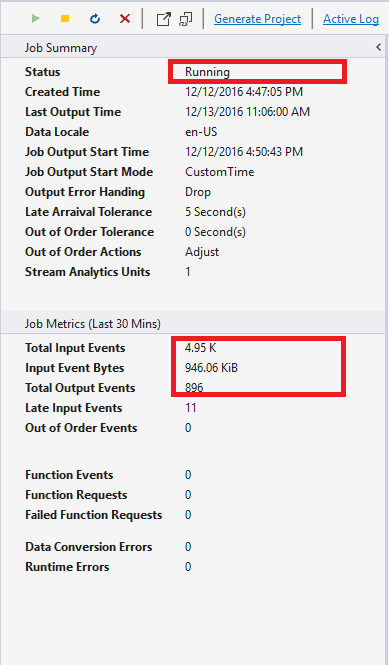 Generate Project Active Log
Job Summary
Status Running
Created Time 12/12/2016 4:47:05 PM
Last Output Time 12/13/2016 11:06:00 AM
Data Locale en-US
Job Output Start Time 12/12/2016 4:50:43 PM
Job Output Start Mode CustomTime
Output Error Handing Drop
Late Arraival Tolerance 5 Second(s)
Out of Order Tolerance 0 Second(s)
Out of Order Actions Adjust
Stream Analytics Units 1
Job Metrics (Last 30 Mins)
Total Input Events 4.95 K
Input Event Bytes 946.06 KiB
Total Output Events 896
Late Input Events 11
Out of Order Events 0
Function Events 0
Function Requests 0
Failed Function Requests 0
Data Conversion Errors 0
Runtime Errors 0